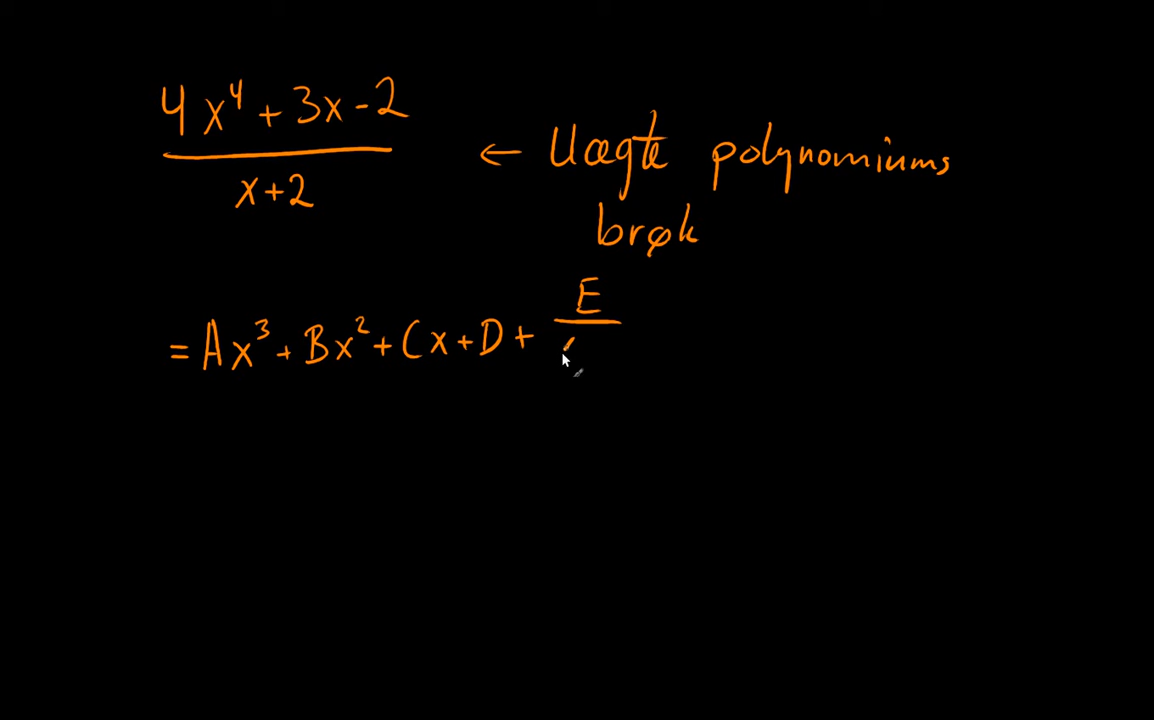 4x⁴ + 3x - 2
x + 2
← Uægte polynomiums
brøk
= Ax³ + Bx² + Cx + D + E